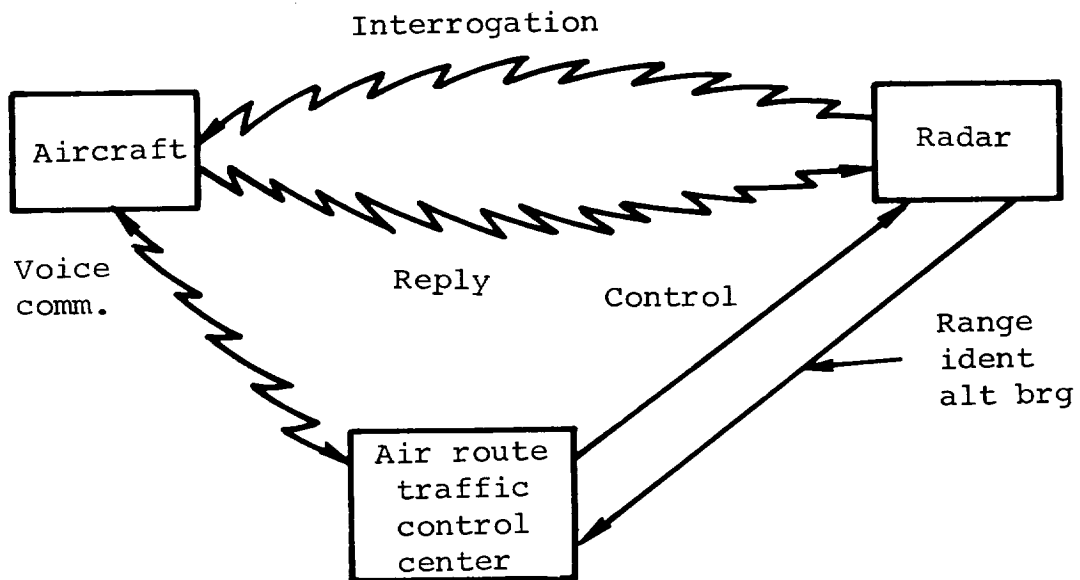 Interrogation
Aircraft
Radar
Voice
comm.
Reply
Control
Range
ident
alt brg
Air route
traffic
control
center